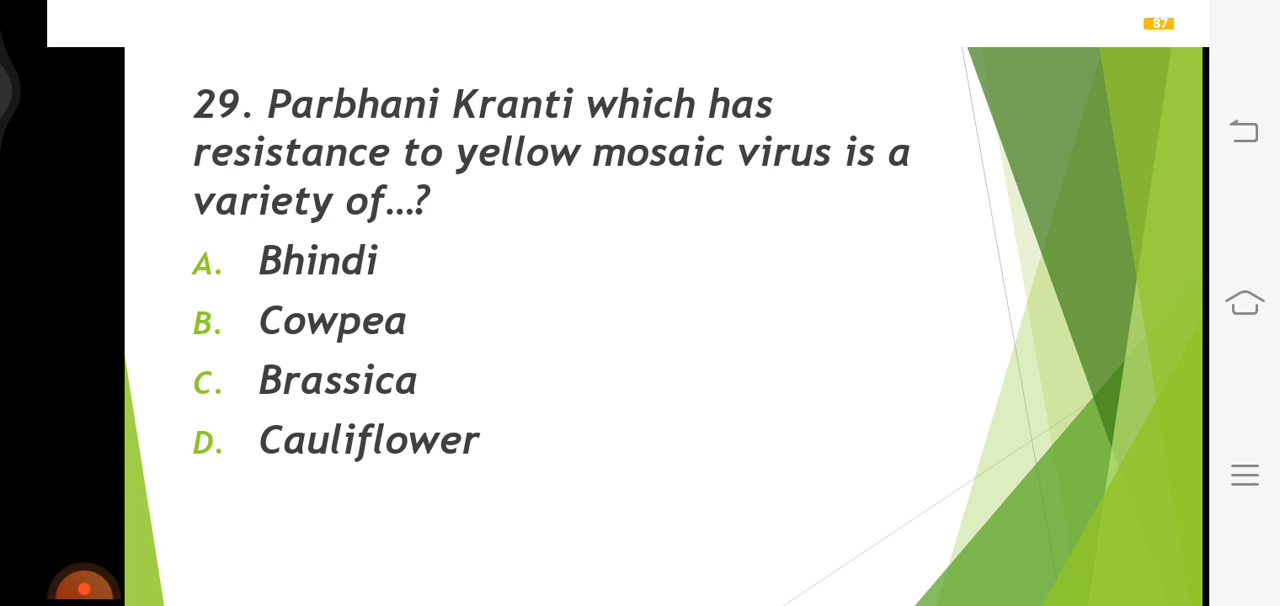 87
29. Parbhani Kranti which has
resistance to yellow mosaic virus is a
variety of...?
A. Bhindi
B. Cowpea
C. Brassica
D. Cauliflower